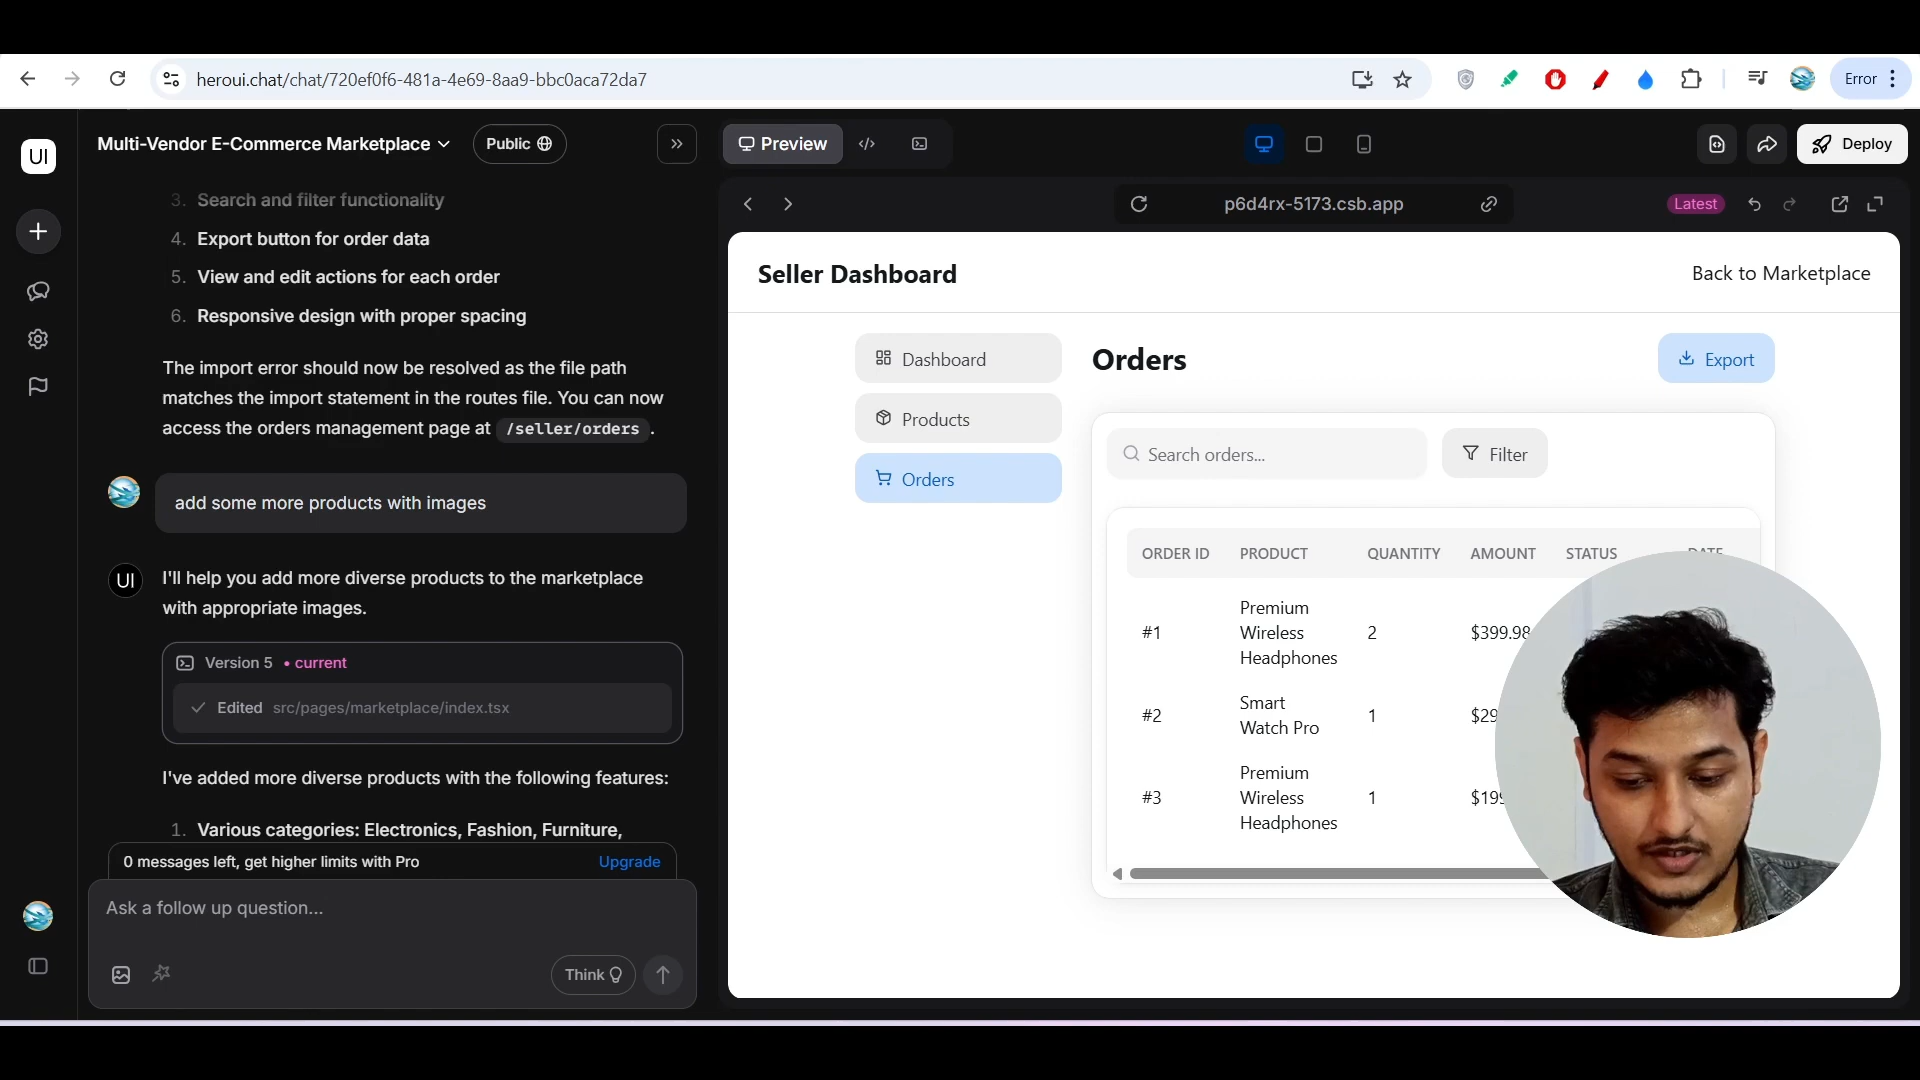 heroui.chat/chat/720ef0f6-481a-4e69-8aa9-bbc0aca72da7
Error
UI
Multi-Vendor E-Commerce Marketplace
Public
Preview
Deploy
3. Search and filter functionality
4. Export button for order data
5. View and edit actions for each order
6. Responsive design with proper spacing
The import error should now be resolved as the file path
matches the import statement in the routes file. You can now
access the orders management page at /seller/orders.
add some more products with images
UI
I'll help you add more diverse products to the marketplace
with appropriate images.
Version 5 • current
Edited src/pages/marketplace/index.tsx
I've added more diverse products with the following features:
1. Various categories: Electronics, Fashion, Furniture,
0 messages left, get higher limits with Pro
Upgrade
Ask a follow up question...
Think
p6d4rx-5173.csb.app
Latest
Seller Dashboard
Back to Marketplace
Dashboard
Products
Orders
Orders
Export
Search orders...
Filter
ORDER ID PRODUCT QUANTITY AMOUNT STATUS DATE
#1 Premium Wireless Headphones 2 $399.98
#2 Smart Watch Pro 1 $29
#3 Premium Wireless Headphones 1 $199